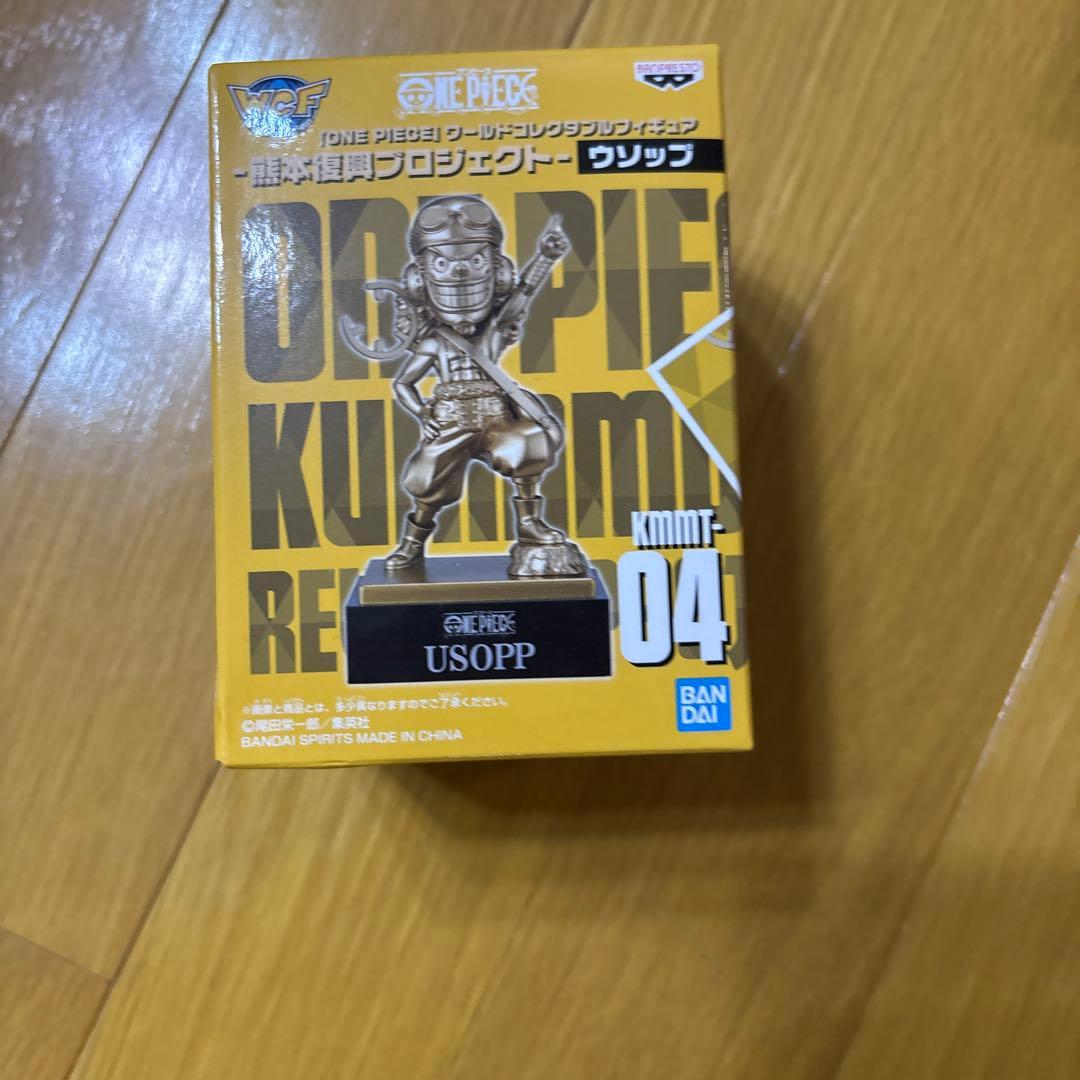 WCF
ONE PIECE
BANPRESTO
「ONE PIECE」ワールドコレクタブルフィギュア
-熊本復興プロジェクト- ウソップ
KMMT-
04
ONE PIECE
USOPP
BAN
DAI
※画像と商品とは、多少異なりますのでご了承ください。
©尾田栄一郎／集英社
BANDAI SPIRITS MADE IN CHINA